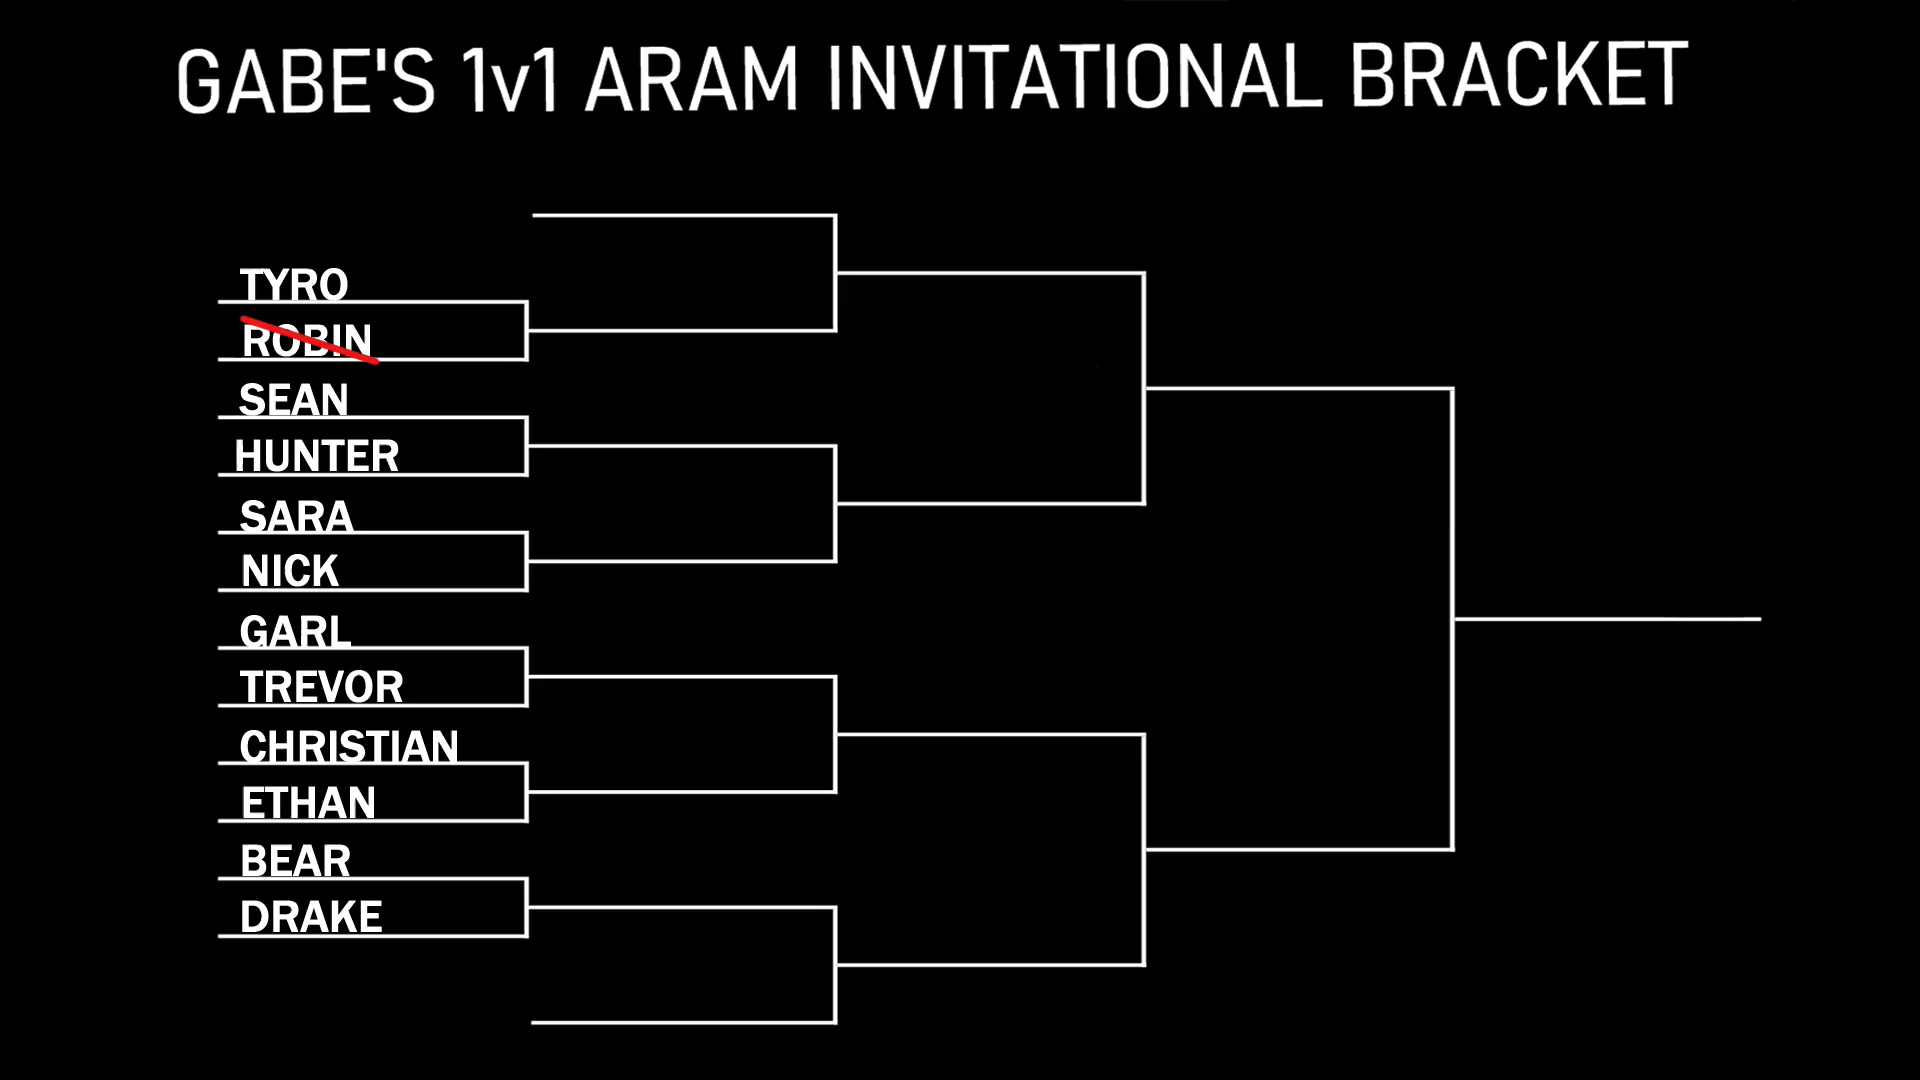 GABE'S 1v1 ARAM INVITATIONAL BRACKET
TYRO
ROBIN
SEAN
HUNTER
SARA
NICK
GARL
TREVOR
CHRISTIAN
ETHAN
BEAR
DRAKE